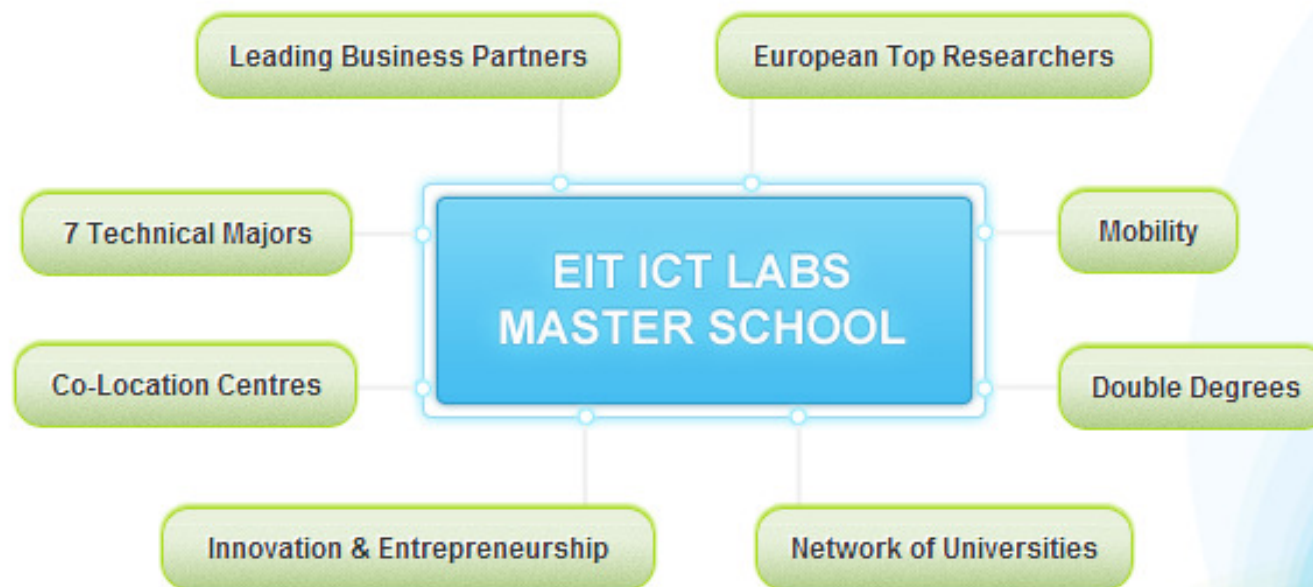 Leading Business Partners
European Top Researchers
7 Technical Majors
EIT ICT LABS
MASTER SCHOOL
Mobility
Co-Location Centres
Double Degrees
Innovation & Entrepreneurship
Network of Universities